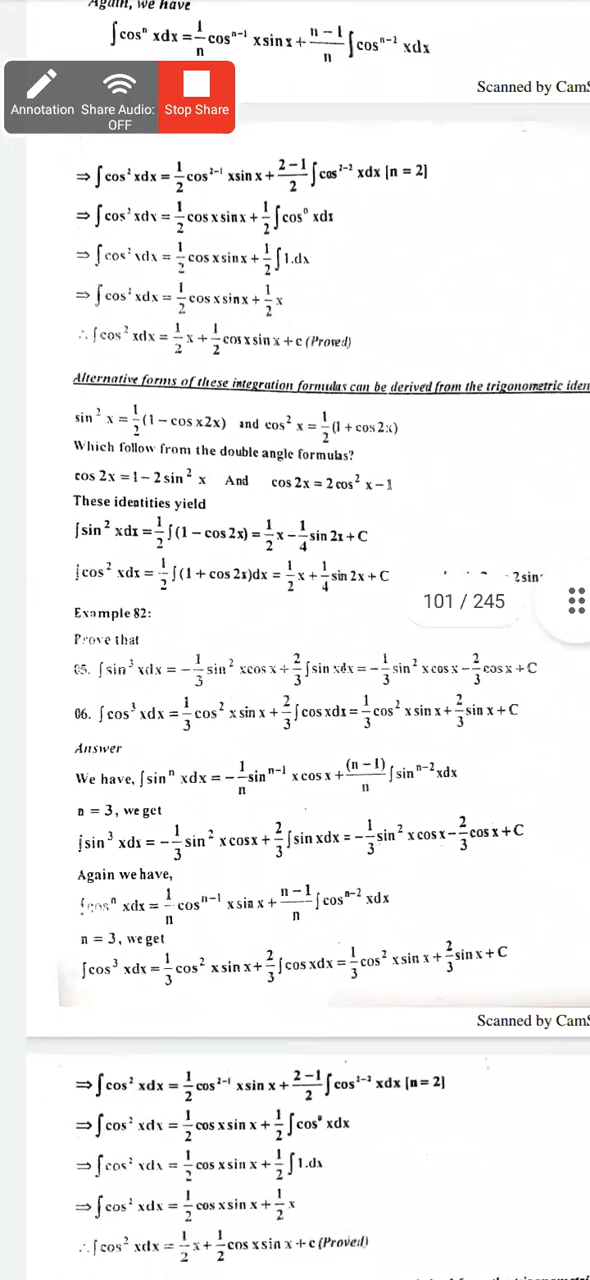 Again, we have
∫cosⁿ xdx = 1/n cosⁿ⁻¹ xsinx + n−1/n ∫cosⁿ⁻² xdx
Scanned by CamS
Annotation Share Audio: OFF Stop Share
⇒ ∫cos² xdx = 1/2 cos²⁻¹ xsin x + 2−1/2 ∫cos²⁻² xdx [n = 2]
⇒ ∫cos² xdx = 1/2 cos xsinx + 1/2 ∫cos⁰ xdx
⇒ ∫cos² xdx = 1/2 cosxsinx + 1/2 ∫1.dx
⇒ ∫cos² xdx = 1/2 cosxsinx + 1/2 x
∴ ∫cos² xdx = 1/2 x + 1/2 cosxsinx + c (Proved)
Alternative forms of these integration formulas can be derived from the trigonometric iden
sin² x = 1/2 (1 − cosx2x) and cos² x = 1/2 (1 + cos2x)
Which follow from the double angle formulas?
cos 2x = 1 − 2 sin² x And cos 2x = 2 cos² x − 1
These identities yield
∫sin² xdx = 1/2 ∫(1 − cos 2x) = 1/2 x − 1/4 sin 2x + C
∫cos² xdx = 1/2 ∫(1 + cos 2x)dx = 1/2 x + 1/4 sin 2x + C
2sin
101 / 245
Example 82:
Prove that
05. ∫sin³ xdx = −1/3 sin² xcosx + 2/3 ∫sin xdx = −1/3 sin² xcosx − 2/3 cosx + C
06. ∫cos³ xdx = 1/3 cos² xsinx + 2/3 ∫cosxdx = 1/3 cos² xsinx + 2/3 sinx + C
Answer
We have, ∫sinⁿ xdx = −1/n sinⁿ⁻¹ xcosx + (n−1)/n ∫sinⁿ⁻² xdx
n = 3, we get
∫sin³ xdx = −1/3 sin² xcosx + 2/3 ∫sin xdx = −1/3 sin² xcosx − 2/3 cosx + C
Again we have,
∫cosⁿ xdx = 1/n cosⁿ⁻¹ xsinx + n−1/n ∫cosⁿ⁻² xdx
n = 3, we get
∫cos³ xdx = 1/3 cos² xsinx + 2/3 ∫cosxdx = 1/3 cos² xsinx + 2/3 sinx + C
Scanned by CamS
⇒ ∫cos² xdx = 1/2 cos²⁻¹ xsinx + 2−1/2 ∫cos²⁻² xdx [n = 2]
⇒ ∫cos² xdx = 1/2 cosxsinx + 1/2 ∫cos⁰ xdx
⇒ ∫cos² xdx = 1/2 cosxsinx + 1/2 ∫1.dx
⇒ ∫cos² xdx = 1/2 cosxsinx + 1/2 x
∴ ∫cos² xdx = 1/2 x + 1/2 cosxsinx + c (Proved)